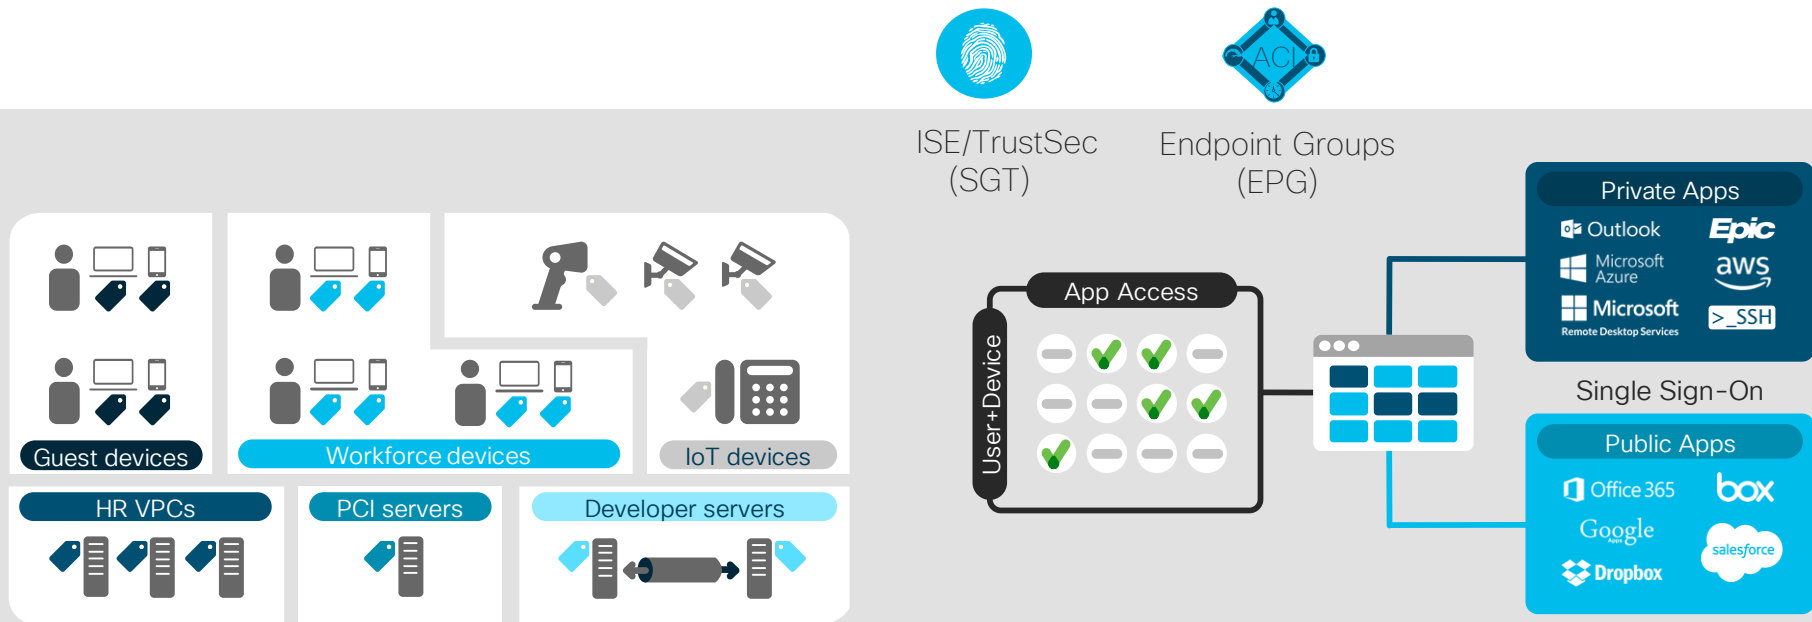 ACI
ISE/TrustSec
(SGT)
Endpoint Groups
(EPG)
Guest devices
Workforce devices
IoT devices
HR VPCs
PCI servers
Developer servers
App Access
User+Device
Private Apps
Outlook
Epic
Microsoft
Azure
aws
Microsoft
Remote Desktop Services
>_SSH
Single Sign-On
Public Apps
Office 365
box
Google
Apps
salesforce
Dropbox